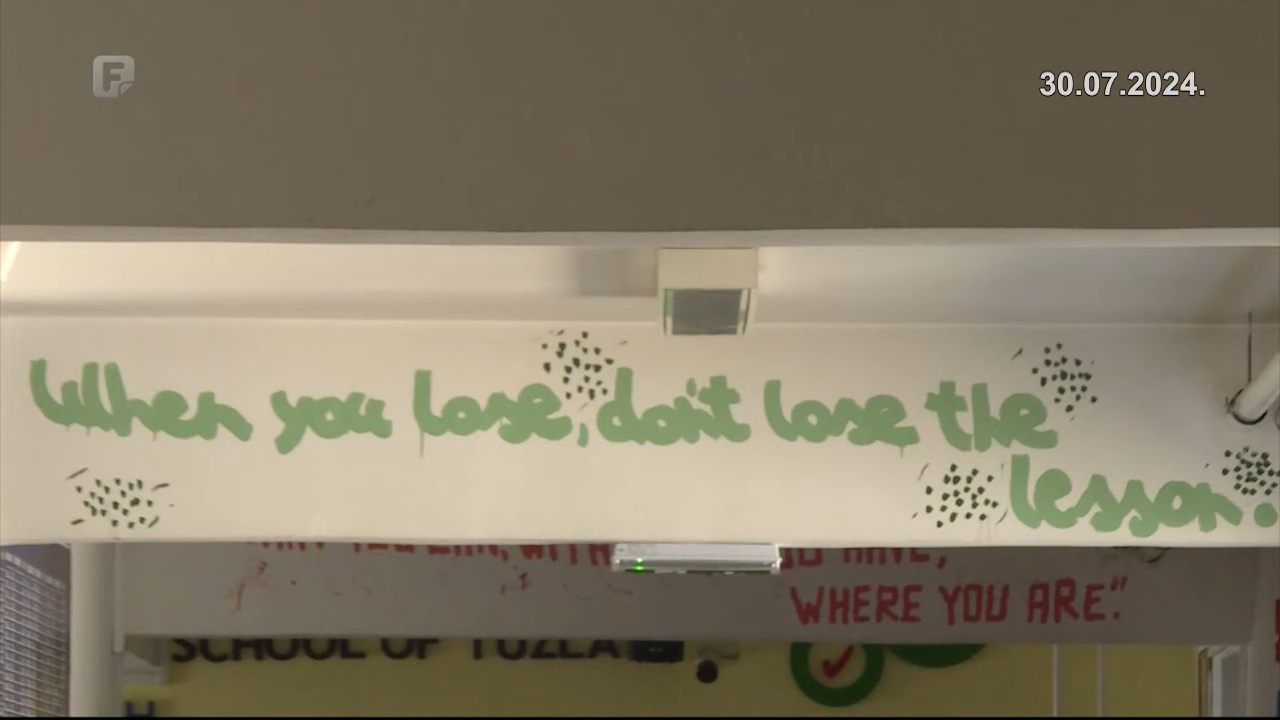 F
30.07.2024.
When you lose, don't lose the
lesson.
WHERE YOU ARE."
SCHOOL OF TUZLA